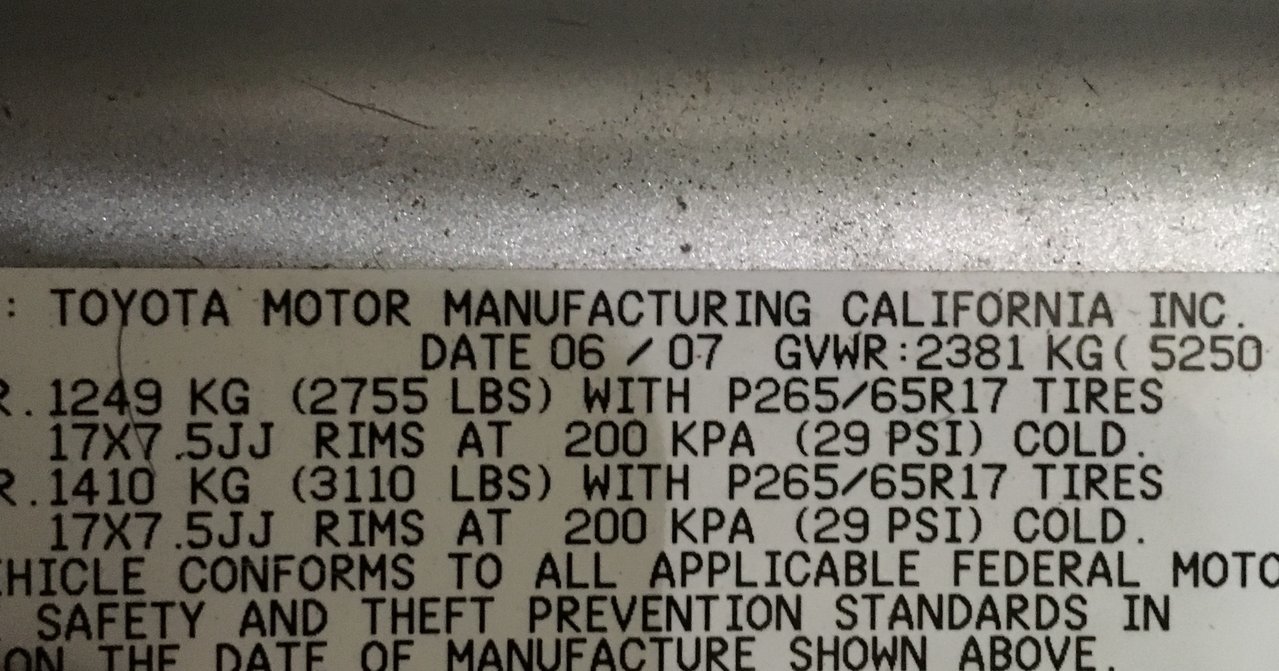 : TOYOTA MOTOR MANUFACTURING CALIFORNIA INC.
DATE 06 / 07 GVWR:2381 KG( 5250
R.1249 KG (2755 LBS) WITH P265/65R17 TIRES
17X7.5JJ RIMS AT 200 KPA (29 PSI) COLD.
R.1410 KG (3110 LBS) WITH P265/65R17 TIRES
17X7.5JJ RIMS AT 200 KPA (29 PSI) COLD.
EHICLE CONFORMS TO ALL APPLICABLE FEDERAL MOTO
SAFETY AND THEFT PREVENTION STANDARDS IN
ON THE DATE OF MANUFACTURE SHOWN ABOVE.